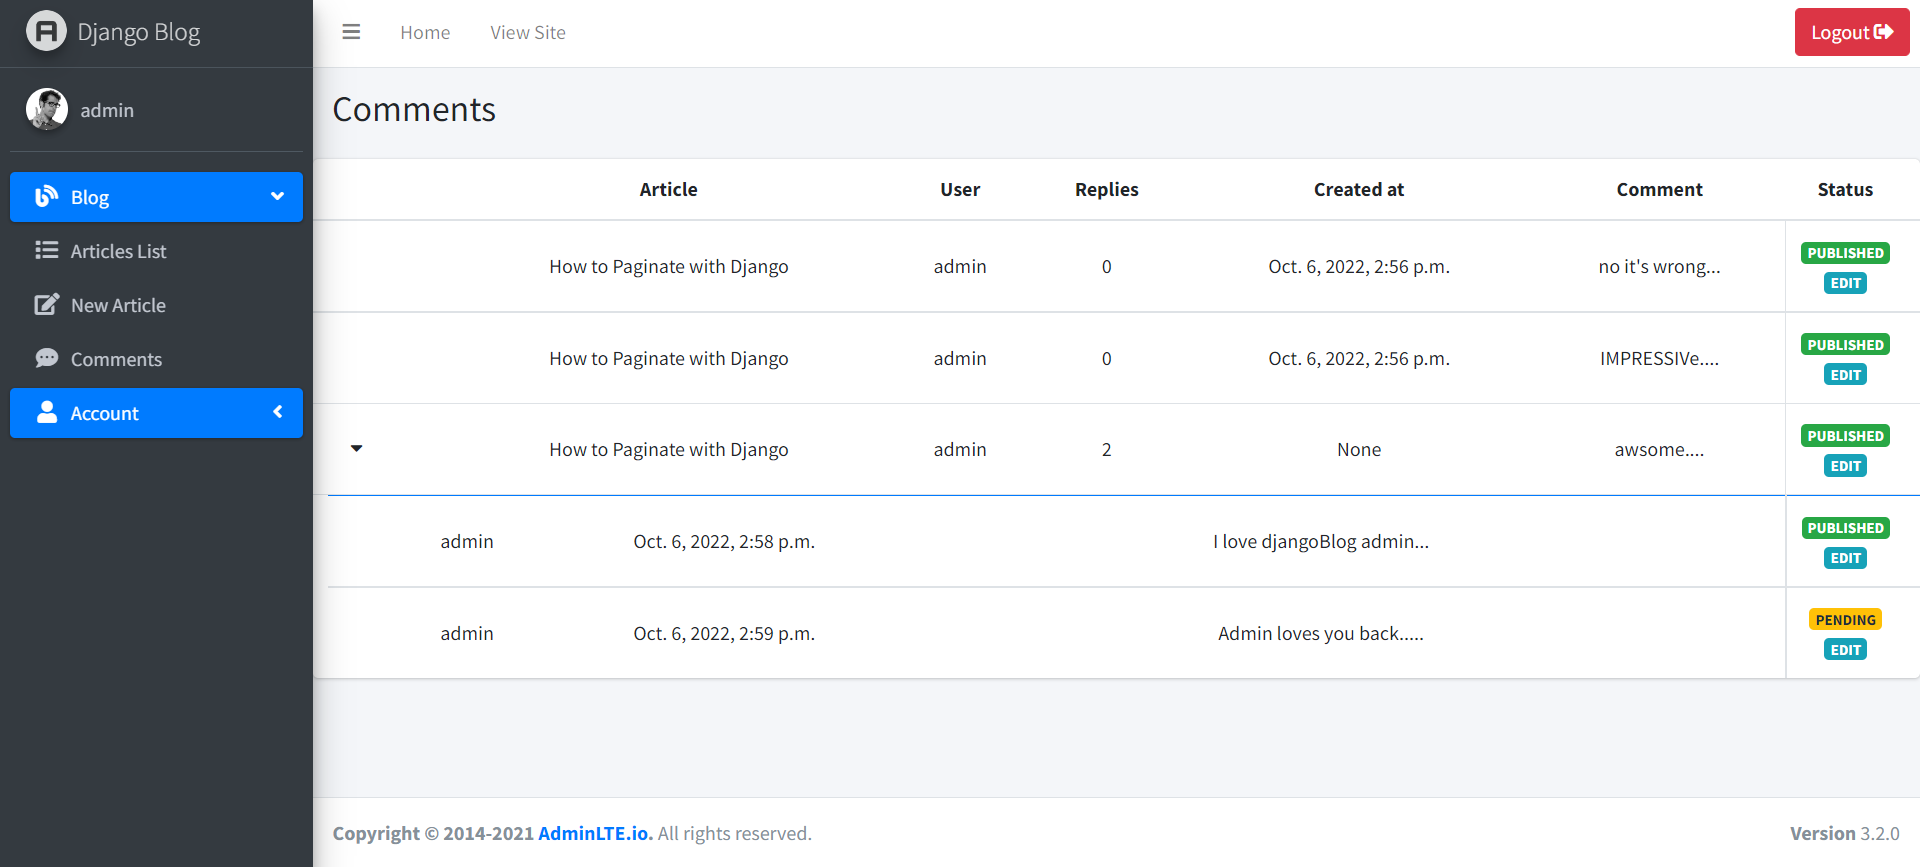 Django Blog
Home View Site Logout
admin
Comments
Blog
Articles List
New Article
Comments
Account
Article User Replies Created at Comment Status
How to Paginate with Django admin 0 Oct. 6, 2022, 2:56 p.m. no it's wrong... PUBLISHED
EDIT
How to Paginate with Django admin 0 Oct. 6, 2022, 2:56 p.m. IMPRESSIVe.... PUBLISHED
EDIT
How to Paginate with Django admin 2 None awsome.... PUBLISHED
EDIT
admin Oct. 6, 2022, 2:58 p.m. I love djangoBlog admin... PUBLISHED
EDIT
admin Oct. 6, 2022, 2:59 p.m. Admin loves you back..... PENDING
EDIT
Copyright © 2014-2021 AdminLTE.io. All rights reserved. Version 3.2.0